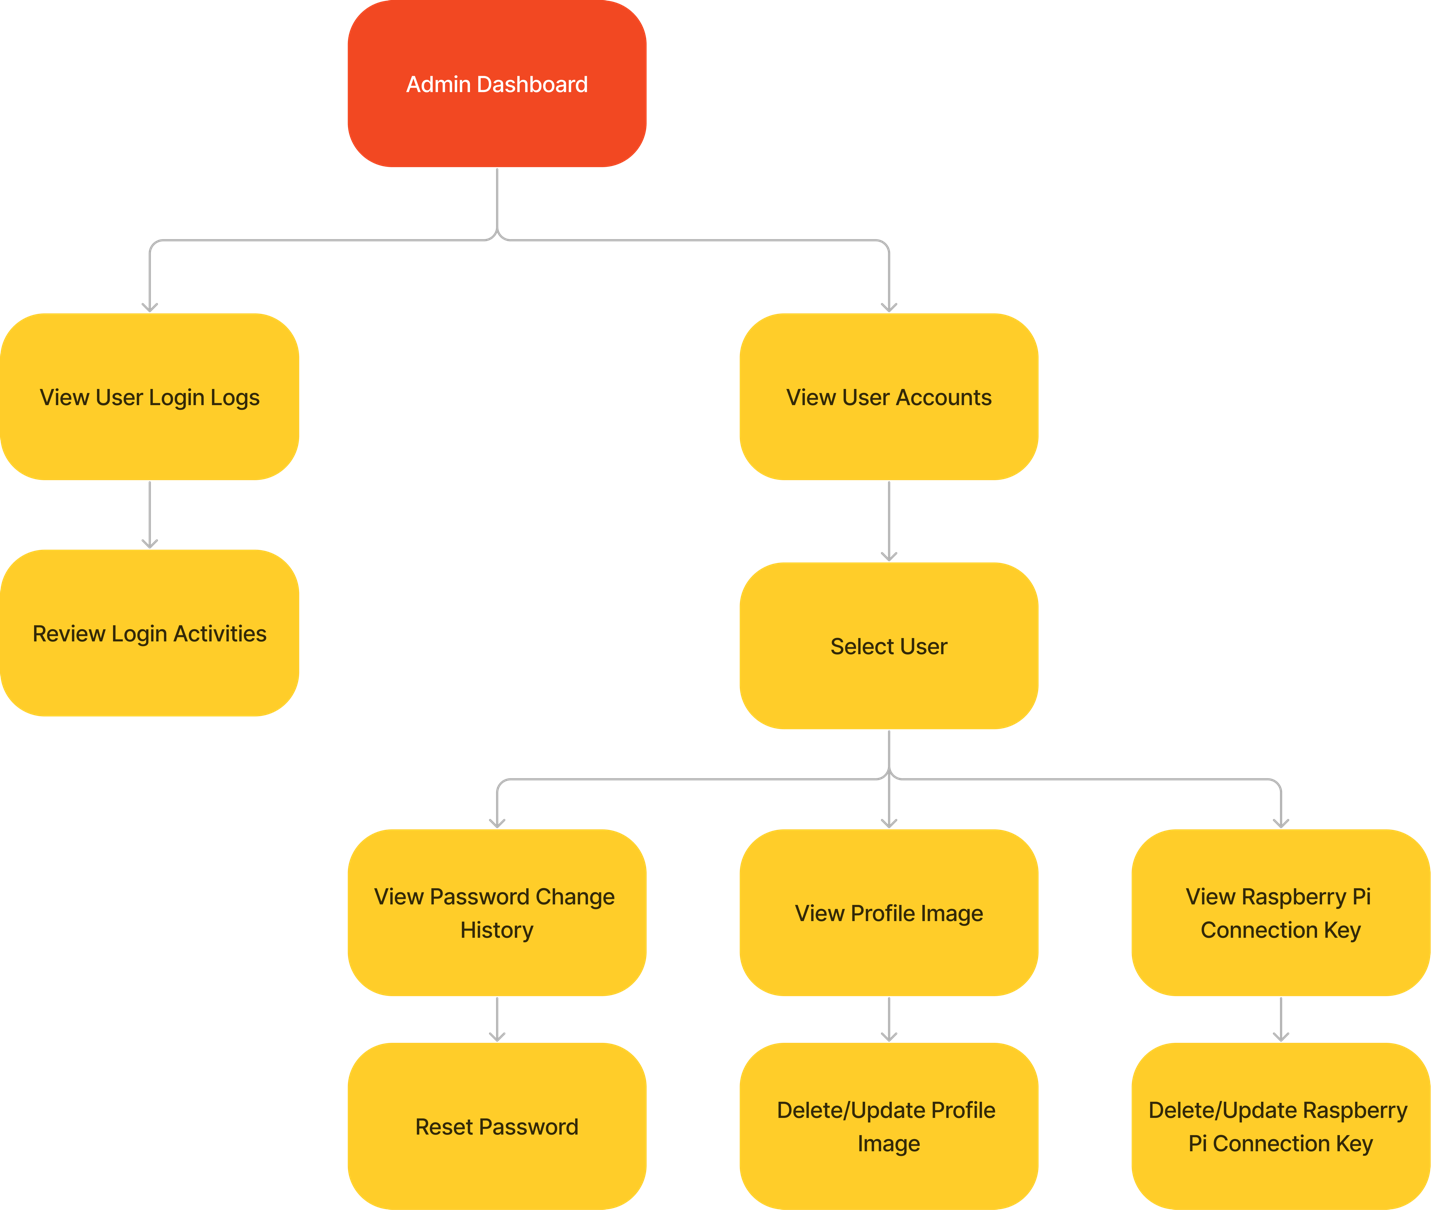 Admin Dashboard
View User Login Logs
View User Accounts
Review Login Activities
Select User
View Password Change
History
View Profile Image
View Raspberry Pi
Connection Key
Reset Password
Delete/Update Profile
Image
Delete/Update Raspberry
Pi Connection Key